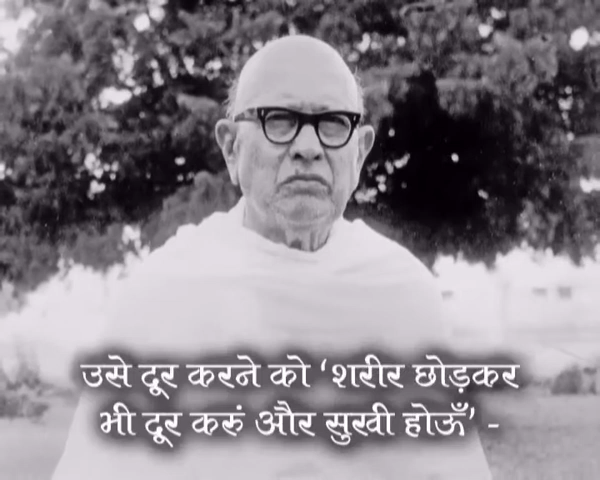 उसे दूर करने को ‘शरीर छोड़कर
भी दूर करुं और सुखी होऊँ’ -